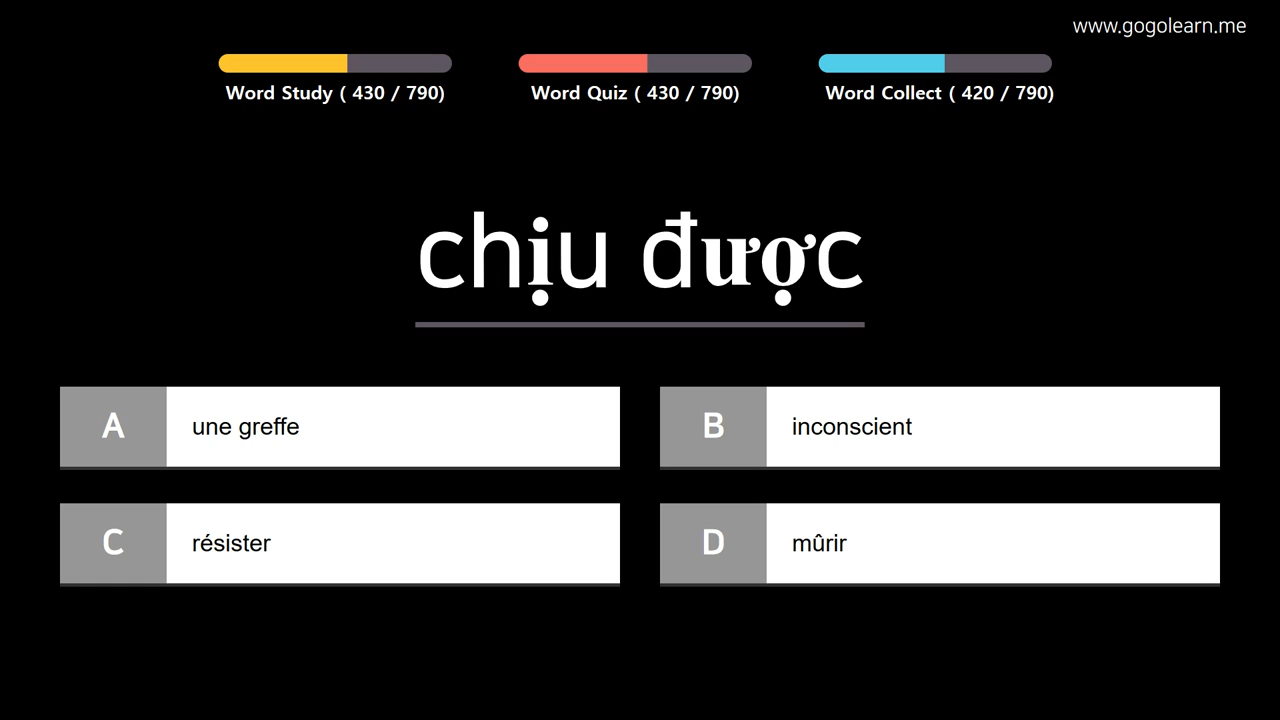 www.gogolearn.me
Word Study ( 430 / 790)
Word Quiz ( 430 / 790)
Word Collect ( 420 / 790)
chịu được
A
une greffe
B
inconscient
C
résister
D
mûrir